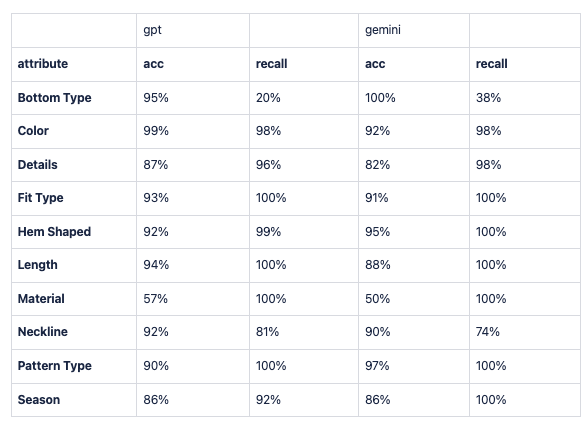 gpt gemini
attribute acc recall acc recall
Bottom Type 95% 20% 100% 38%
Color 99% 98% 92% 98%
Details 87% 96% 82% 98%
Fit Type 93% 100% 91% 100%
Hem Shaped 92% 99% 95% 100%
Length 94% 100% 88% 100%
Material 57% 100% 50% 100%
Neckline 92% 81% 90% 74%
Pattern Type 90% 100% 97% 100%
Season 86% 92% 86% 100%